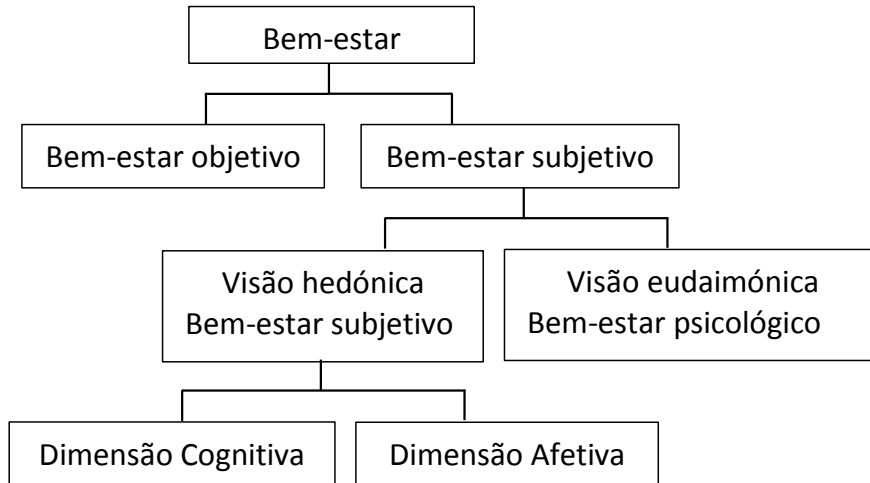 Bem-estar
Bem-estar objetivo
Bem-estar subjetivo
Visão hedónica
Bem-estar subjetivo
Visão eudaimónica
Bem-estar psicológico
Dimensão Cognitiva
Dimensão Afetiva